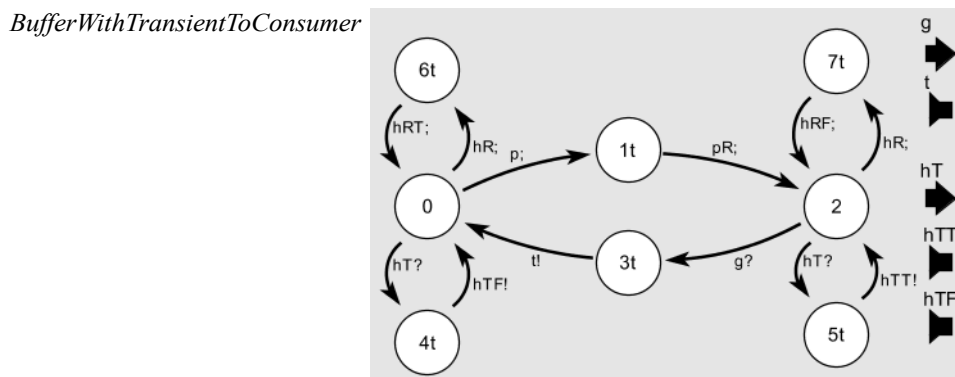 BufferWithTransientToConsumer
g
6t
7t
t
hRT;
hR;
hRF;
hR;
p;
1t
pR;
hT
0
2
hTT
hT?
hTF!
t!
3t
g?
hT?
hTT!
hTF
4t
5t